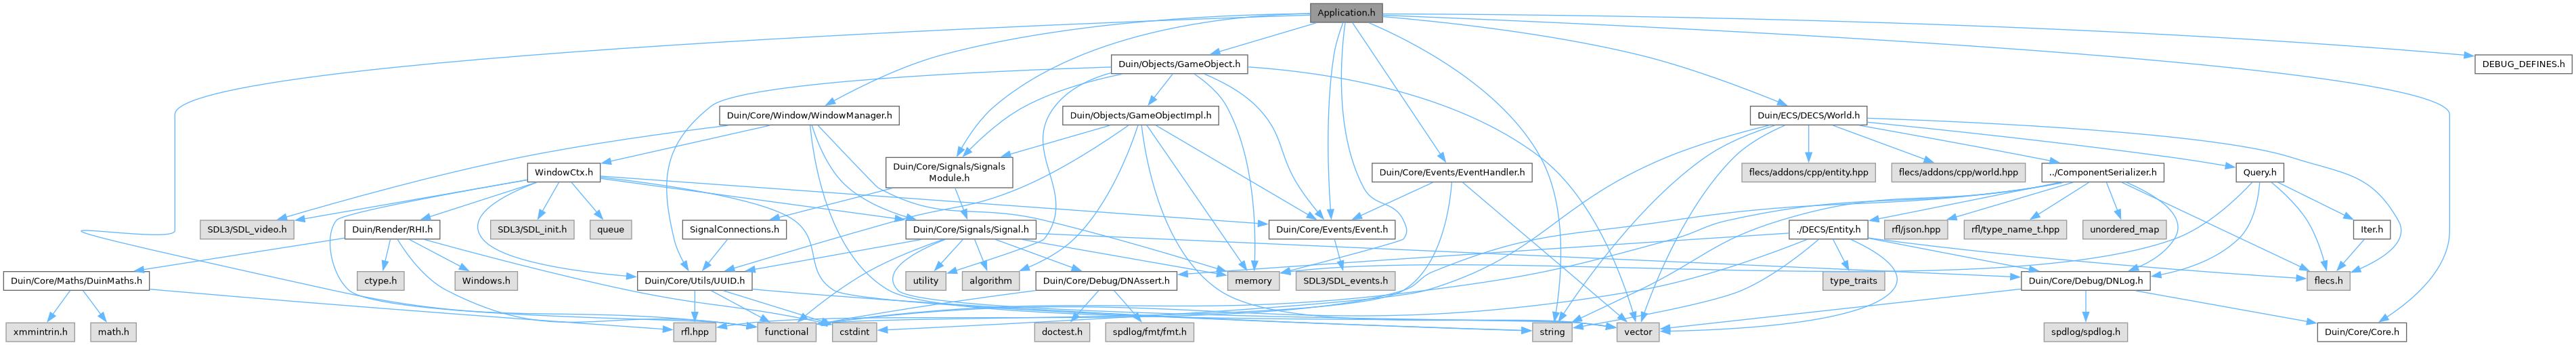 Application.h
Duin/Objects/GameObject.h
DEBUG_DEFINES.h
Duin/Core/Window/WindowManager.h
Duin/Objects/GameObjectImpl.h
Duin/ECS/DECS/World.h
WindowCtx.h
Duin/Core/Signals/Signals
Module.h
Duin/Core/Events/EventHandler.h
flecs/addons/cpp/entity.hpp
flecs/addons/cpp/world.hpp
../ComponentSerializer.h
Query.h
SDL3/SDL_video.h
Duin/Render/RHI.h
SDL3/SDL_init.h
queue
SignalConnections.h
Duin/Core/Signals/Signal.h
Duin/Core/Events/Event.h
./DECS/Entity.h
rfl/json.hpp
rfl/type_name_t.hpp
unordered_map
Iter.h
Duin/Core/Maths/DuinMaths.h
ctype.h
Windows.h
Duin/Core/Utils/UUID.h
utility
algorithm
Duin/Core/Debug/DNAssert.h
memory
SDL3/SDL_events.h
type_traits
Duin/Core/Debug/DNLog.h
flecs.h
xmmintrin.h
math.h
rfl.hpp
functional
cstdint
doctest.h
spdlog/fmt/fmt.h
string
vector
spdlog/spdlog.h
Duin/Core/Core.h